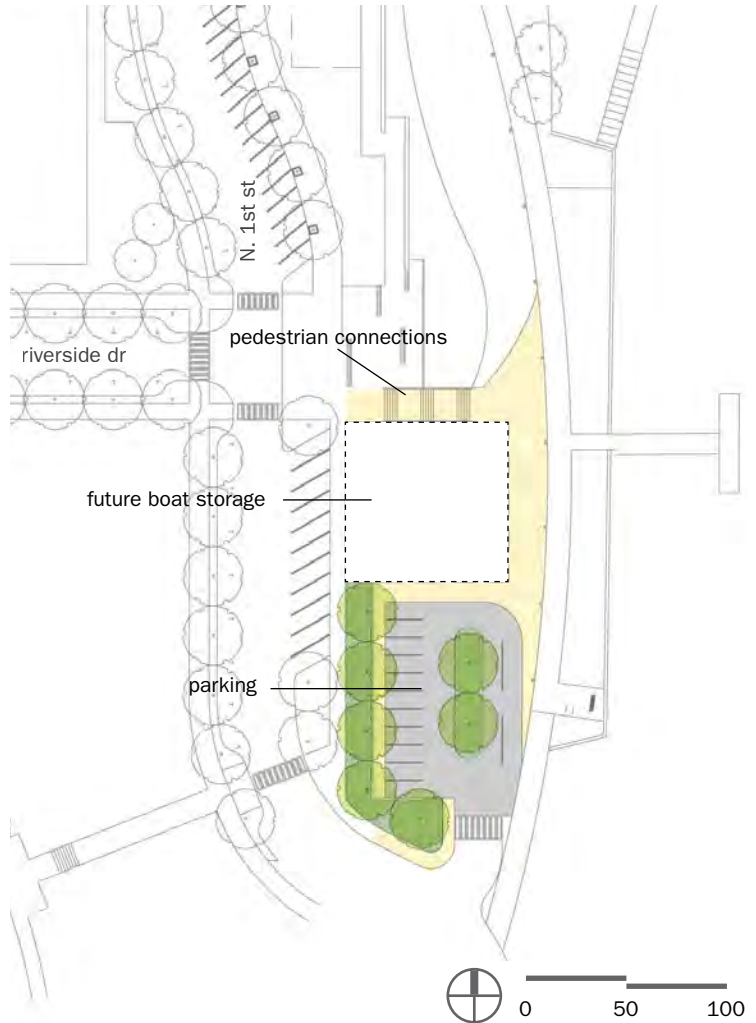 N. 1st st
pedestrian connections
riverside dr
future boat storage
parking
0 50 100